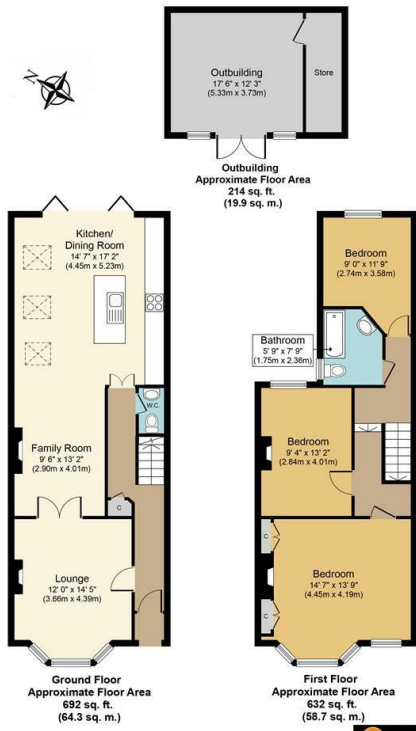 N
Outbuilding
17' 6" x 12' 3"
(5.33m x 3.73m)
Store
Outbuilding
Approximate Floor Area
214 sq. ft.
(19.9 sq. m.)
Kitchen/
Dining Room
14' 7" x 17' 2"
(4.45m x 5.23m)
W.C.
Family Room
9' 6" x 13' 2"
(2.90m x 4.01m)
C
Lounge
12' 0" x 14' 5"
(3.66m x 4.39m)
Ground Floor
Approximate Floor Area
692 sq. ft.
(64.3 sq. m.)
Bedroom
9' 0" x 11' 9"
(2.74m x 3.58m)
Bathroom
5' 9" x 7' 9"
(1.75m x 2.36m)
Bedroom
9' 4" x 13' 2"
(2.84m x 4.01m)
C
Bedroom
14' 7" x 13' 9"
(4.45m x 4.19m)
C
First Floor
Approximate Floor Area
632 sq. ft.
(58.7 sq. m.)